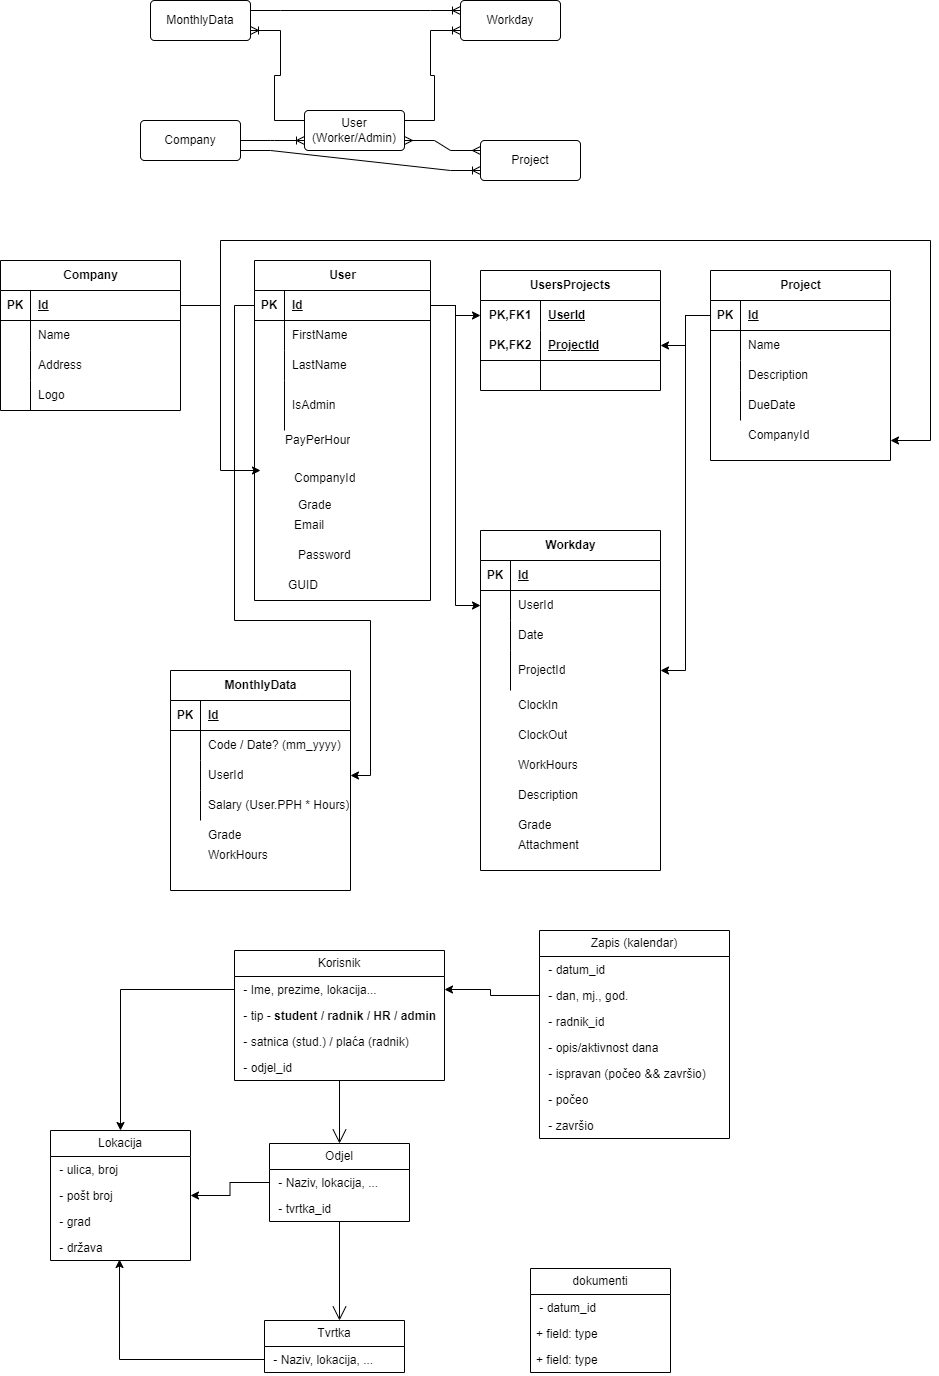 MonthlyData
Workday
User
(Worker/Admin)
Company
Project
Company
PK Id
Name
Address
Logo
User
PK Id
FirstName
LastName
IsAdmin
PayPerHour
CompanyId
Grade
Email
Password
GUID
UsersProjects
PK,FK1 UserId
PK,FK2 ProjectId
Project
PK Id
Name
Description
DueDate
CompanyId
Workday
PK Id
UserId
Date
ProjectId
ClockIn
ClockOut
WorkHours
Description
Grade
Attachment
MonthlyData
PK Id
Code / Date? (mm_yyyy)
UserId
Salary (User.PPH * Hours)
Grade
WorkHours
Korisnik
- Ime, prezime, lokacija...
- tip - student / radnik / HR / admin
- satnica (stud.) / plaća (radnik)
- odjel_id
Zapis (kalendar)
- datum_id
- dan, mj., god.
- radnik_id
- opis/aktivnost dana
- ispravan (počeo && završio)
- počeo
- završio
Lokacija
- ulica, broj
- pošt broj
- grad
- država
Odjel
- Naziv, lokacija, ...
- tvrtka_id
Tvrtka
- Naziv, lokacija, ...
dokumenti
- datum_id
+ field: type
+ field: type